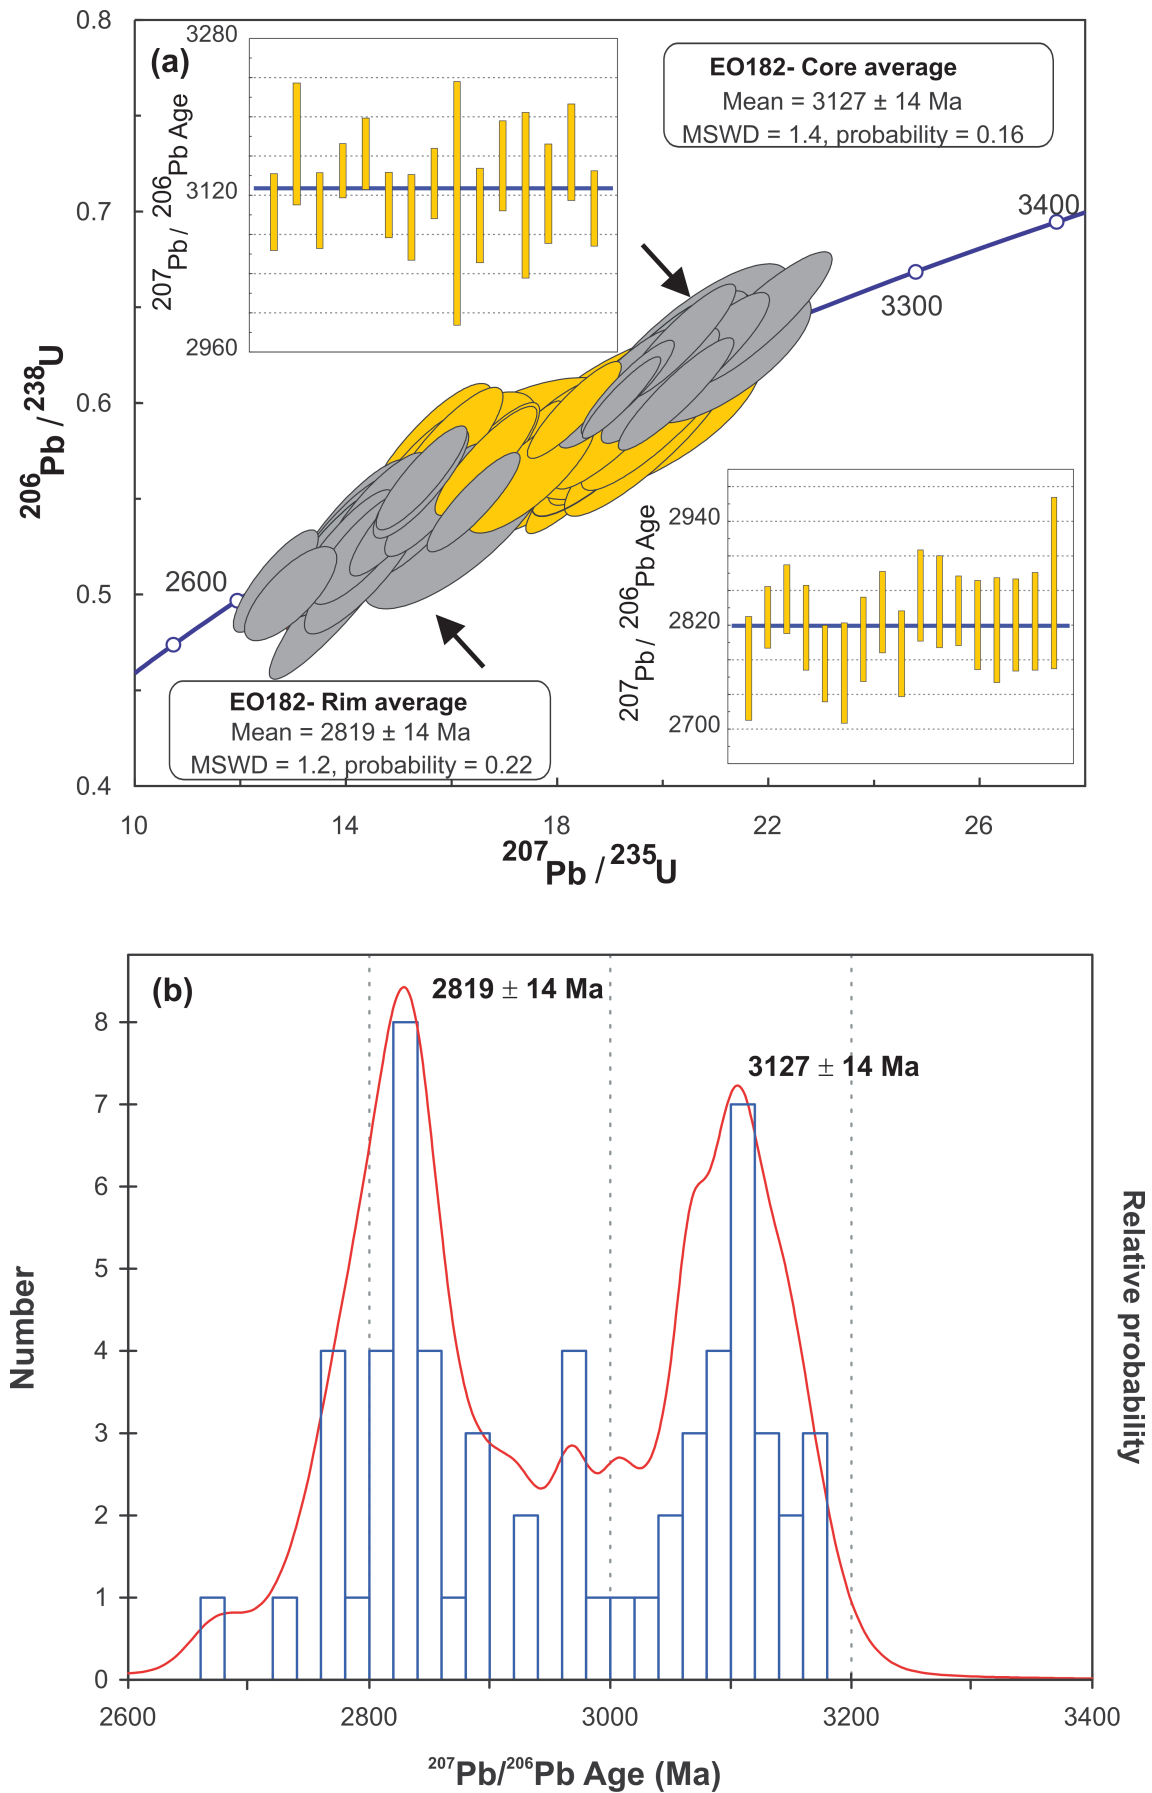 (a)
0.8
0.7
0.6
0.5
0.4
206Pb / 238U
10
14
18
22
26
207Pb / 235U
3280
3120
2960
207Pb / 206Pb Age
EO182- Core average
Mean = 3127 ± 14 Ma
MSWD = 1.4, probability = 0.16
3400
3300
2600
2940
2820
2700
207Pb / 206Pb Age
EO182- Rim average
Mean = 2819 ± 14 Ma
MSWD = 1.2, probability = 0.22
(b)
2819 ± 14 Ma
3127 ± 14 Ma
8
7
6
5
4
3
2
1
0
Number
Relative probability
2600
2800
3000
3200
3400
207Pb/206Pb Age (Ma)